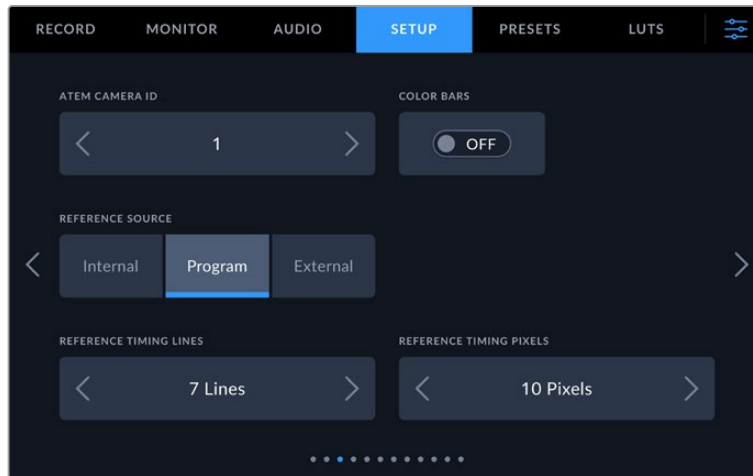 RECORD MONITOR AUDIO SETUP PRESETS LUTS
ATEM CAMERA ID COLOR BARS
1 OFF
REFERENCE SOURCE
Internal Program External
REFERENCE TIMING LINES REFERENCE TIMING PIXELS
7 Lines 10 Pixels